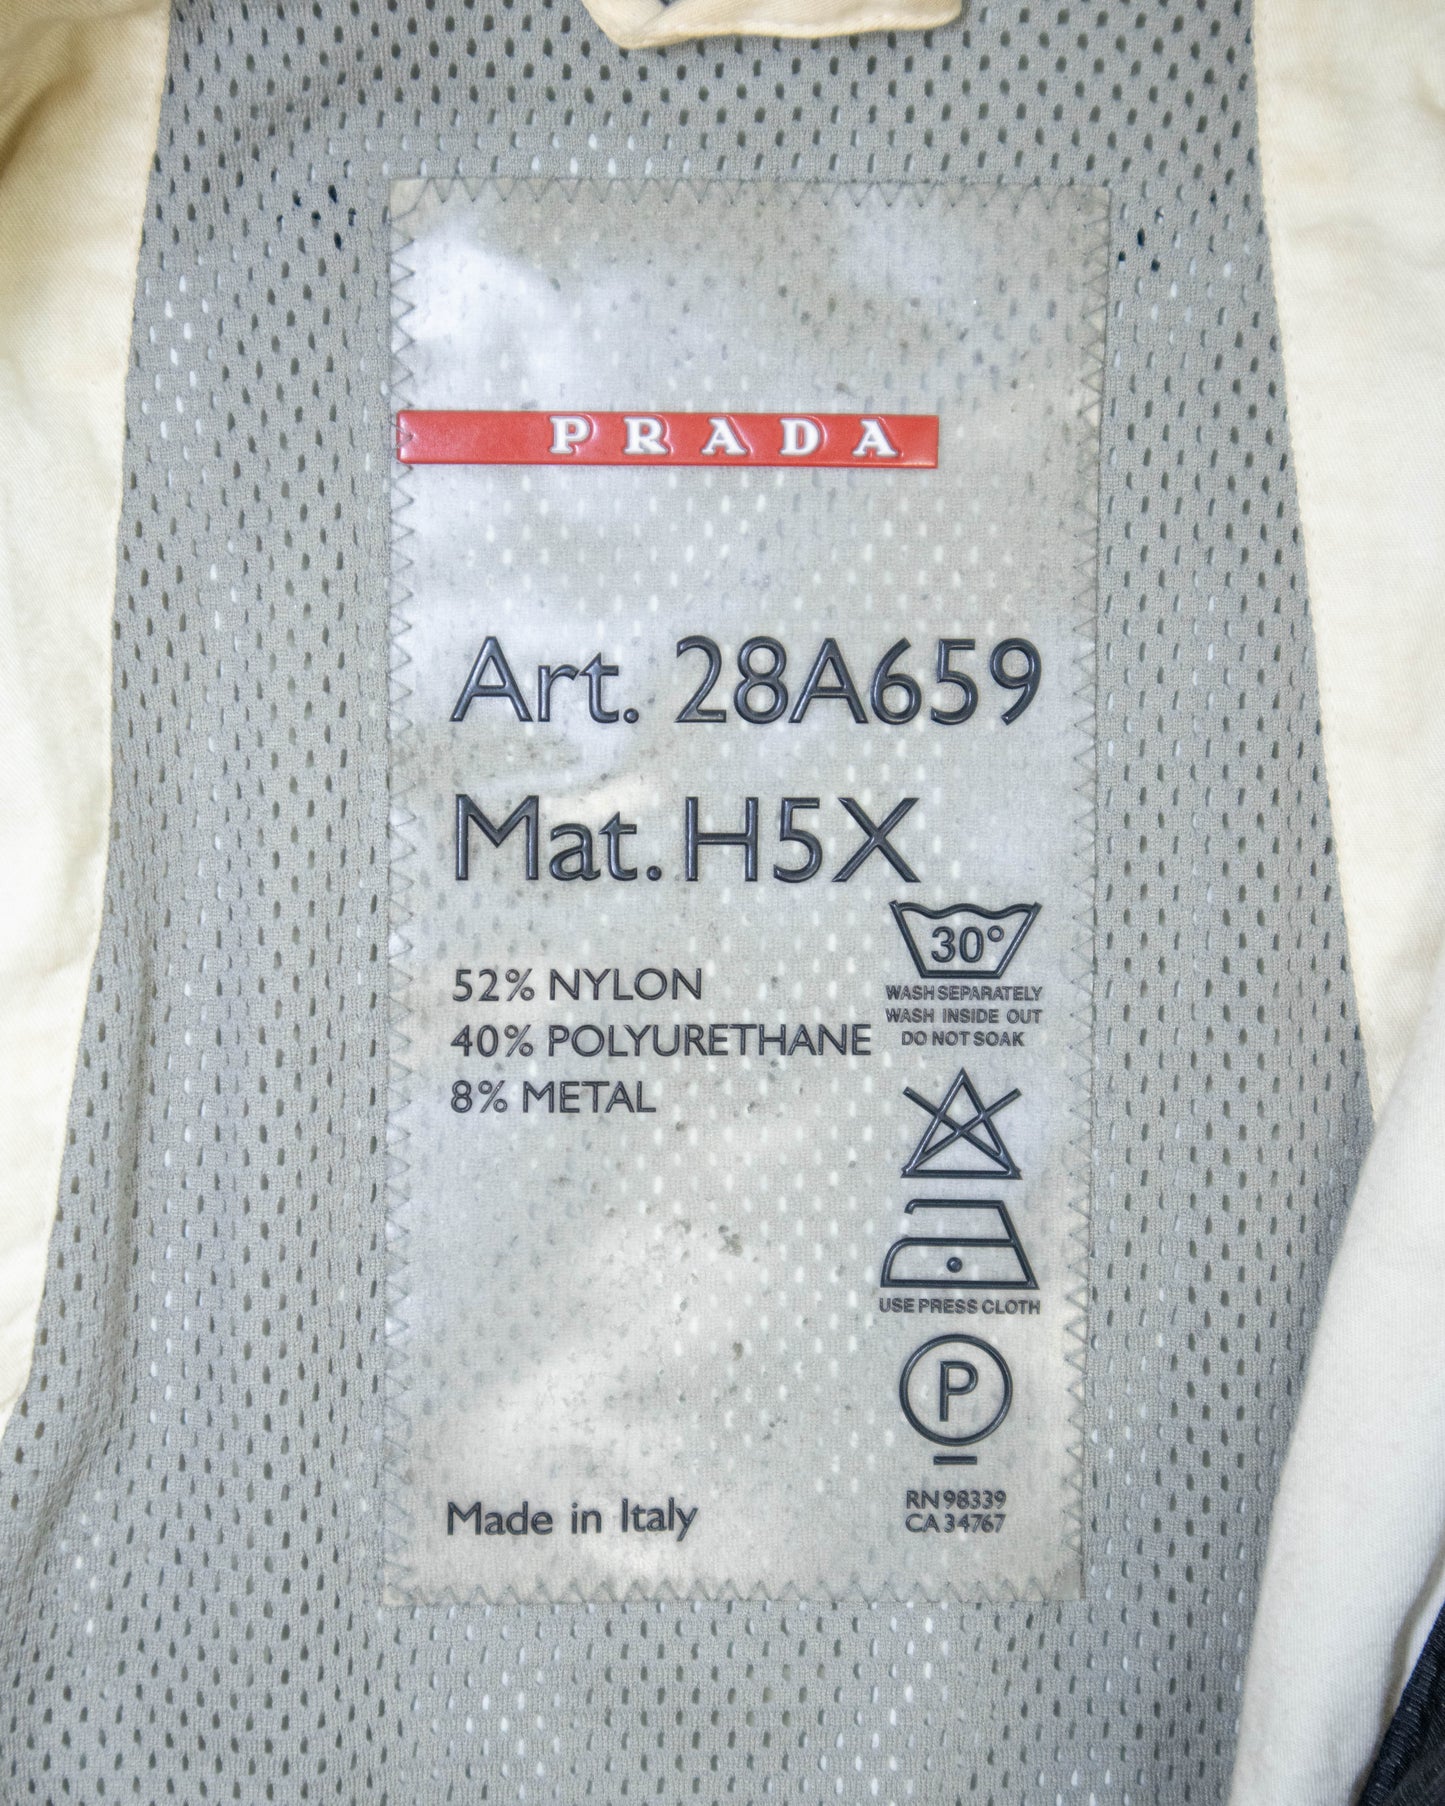 PRADA
Art. 28A659
Mat. H5X
52% NYLON
40% POLYURETHANE
8% METAL
30°
WASH SEPARATELY
WASH INSIDE OUT
DO NOT SOAK
USE PRESS CLOTH
P
Made in Italy
RN 98339
CA 34767